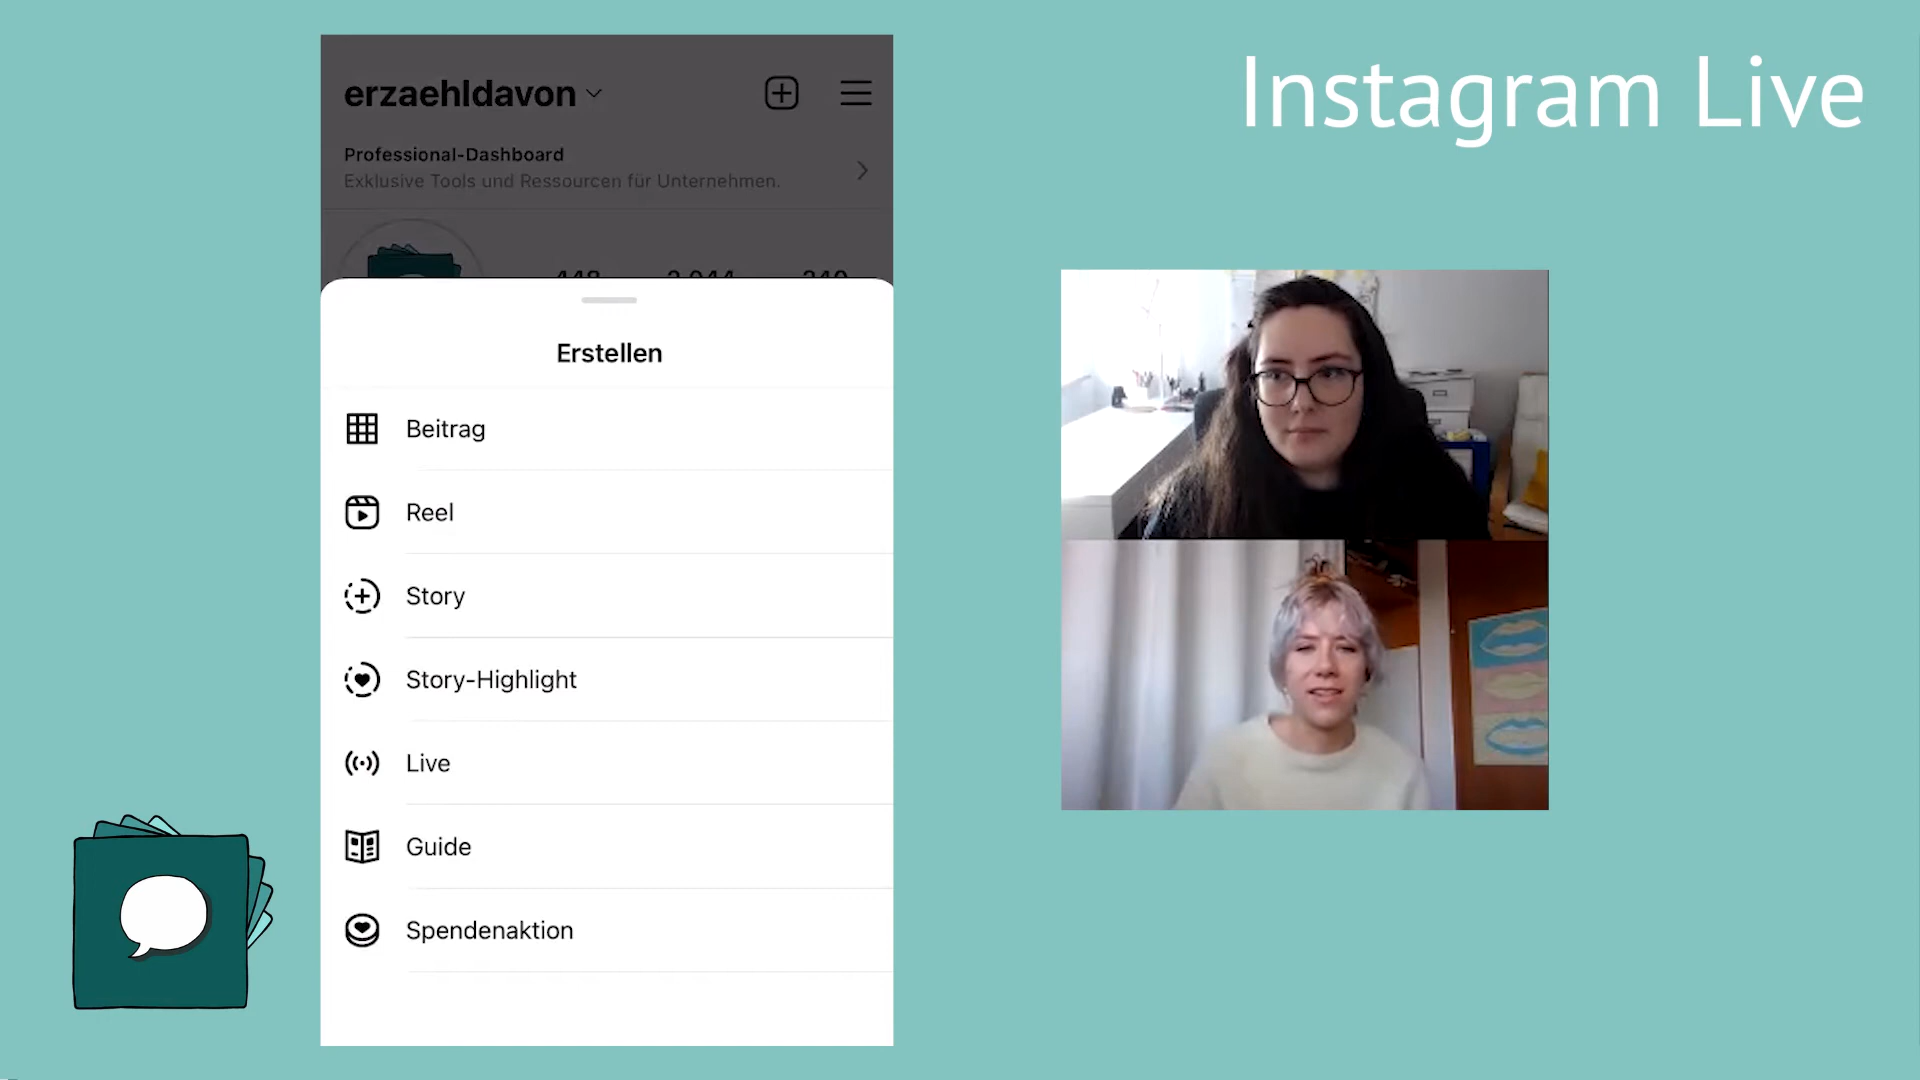 Instagram Live
erzaehldavon
Professional-Dashboard
Exklusive Tools und Ressourcen für Unternehmen.
Erstellen
Beitrag
Reel
Story
Story-Highlight
Live
Guide
Spendenaktion